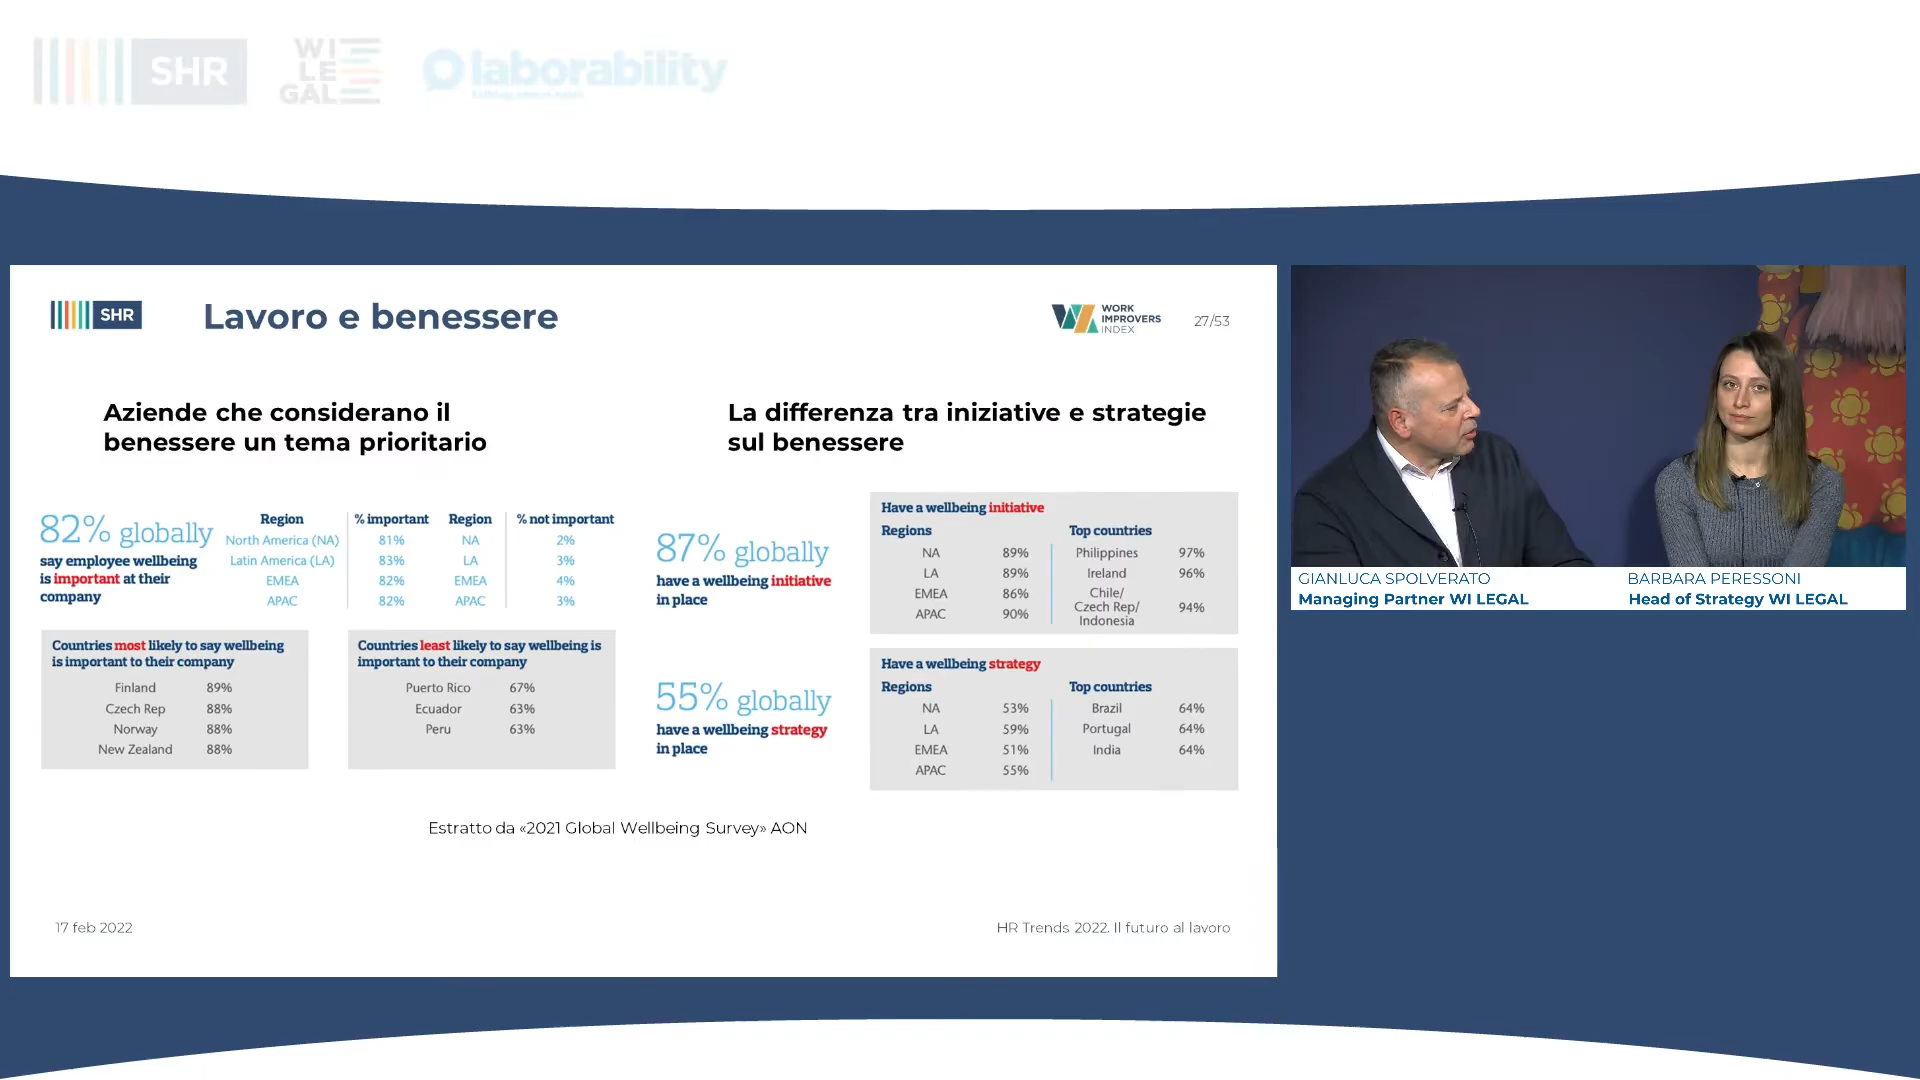 SHR
WI
LE
GAL
laborability
SHR
Lavoro e benessere
WORK
IMPROVERS
INDEX
27/53
Aziende che considerano il
benessere un tema prioritario
82% globally
say employee wellbeing
is important at their
company
Region % important Region % not important
North America (NA) 81% NA 2%
Latin America (LA) 83% LA 3%
EMEA 82% EMEA 4%
APAC 82% APAC 3%
Countries most likely to say wellbeing
is important to their company
Finland 89%
Czech Rep 88%
Norway 88%
New Zealand 88%
Countries least likely to say wellbeing is
important to their company
Puerto Rico 67%
Ecuador 63%
Peru 63%
La differenza tra iniziative e strategie
sul benessere
87% globally
have a wellbeing initiative
in place
Have a wellbeing initiative
Regions Top countries
NA 89% Philippines 97%
LA 89% Ireland 96%
EMEA 86% Chile/
Czech Rep/ 94%
APAC 90% Indonesia
55% globally
have a wellbeing strategy
in place
Have a wellbeing strategy
Regions Top countries
NA 53% Brazil 64%
LA 59% Portugal 64%
EMEA 51% India 64%
APAC 55%
Estratto da «2021 Global Wellbeing Survey» AON
17 feb 2022
HR Trends 2022. Il futuro al lavoro
GIANLUCA SPOLVERATO
Managing Partner WI LEGAL
BARBARA PERESSONI
Head of Strategy WI LEGAL